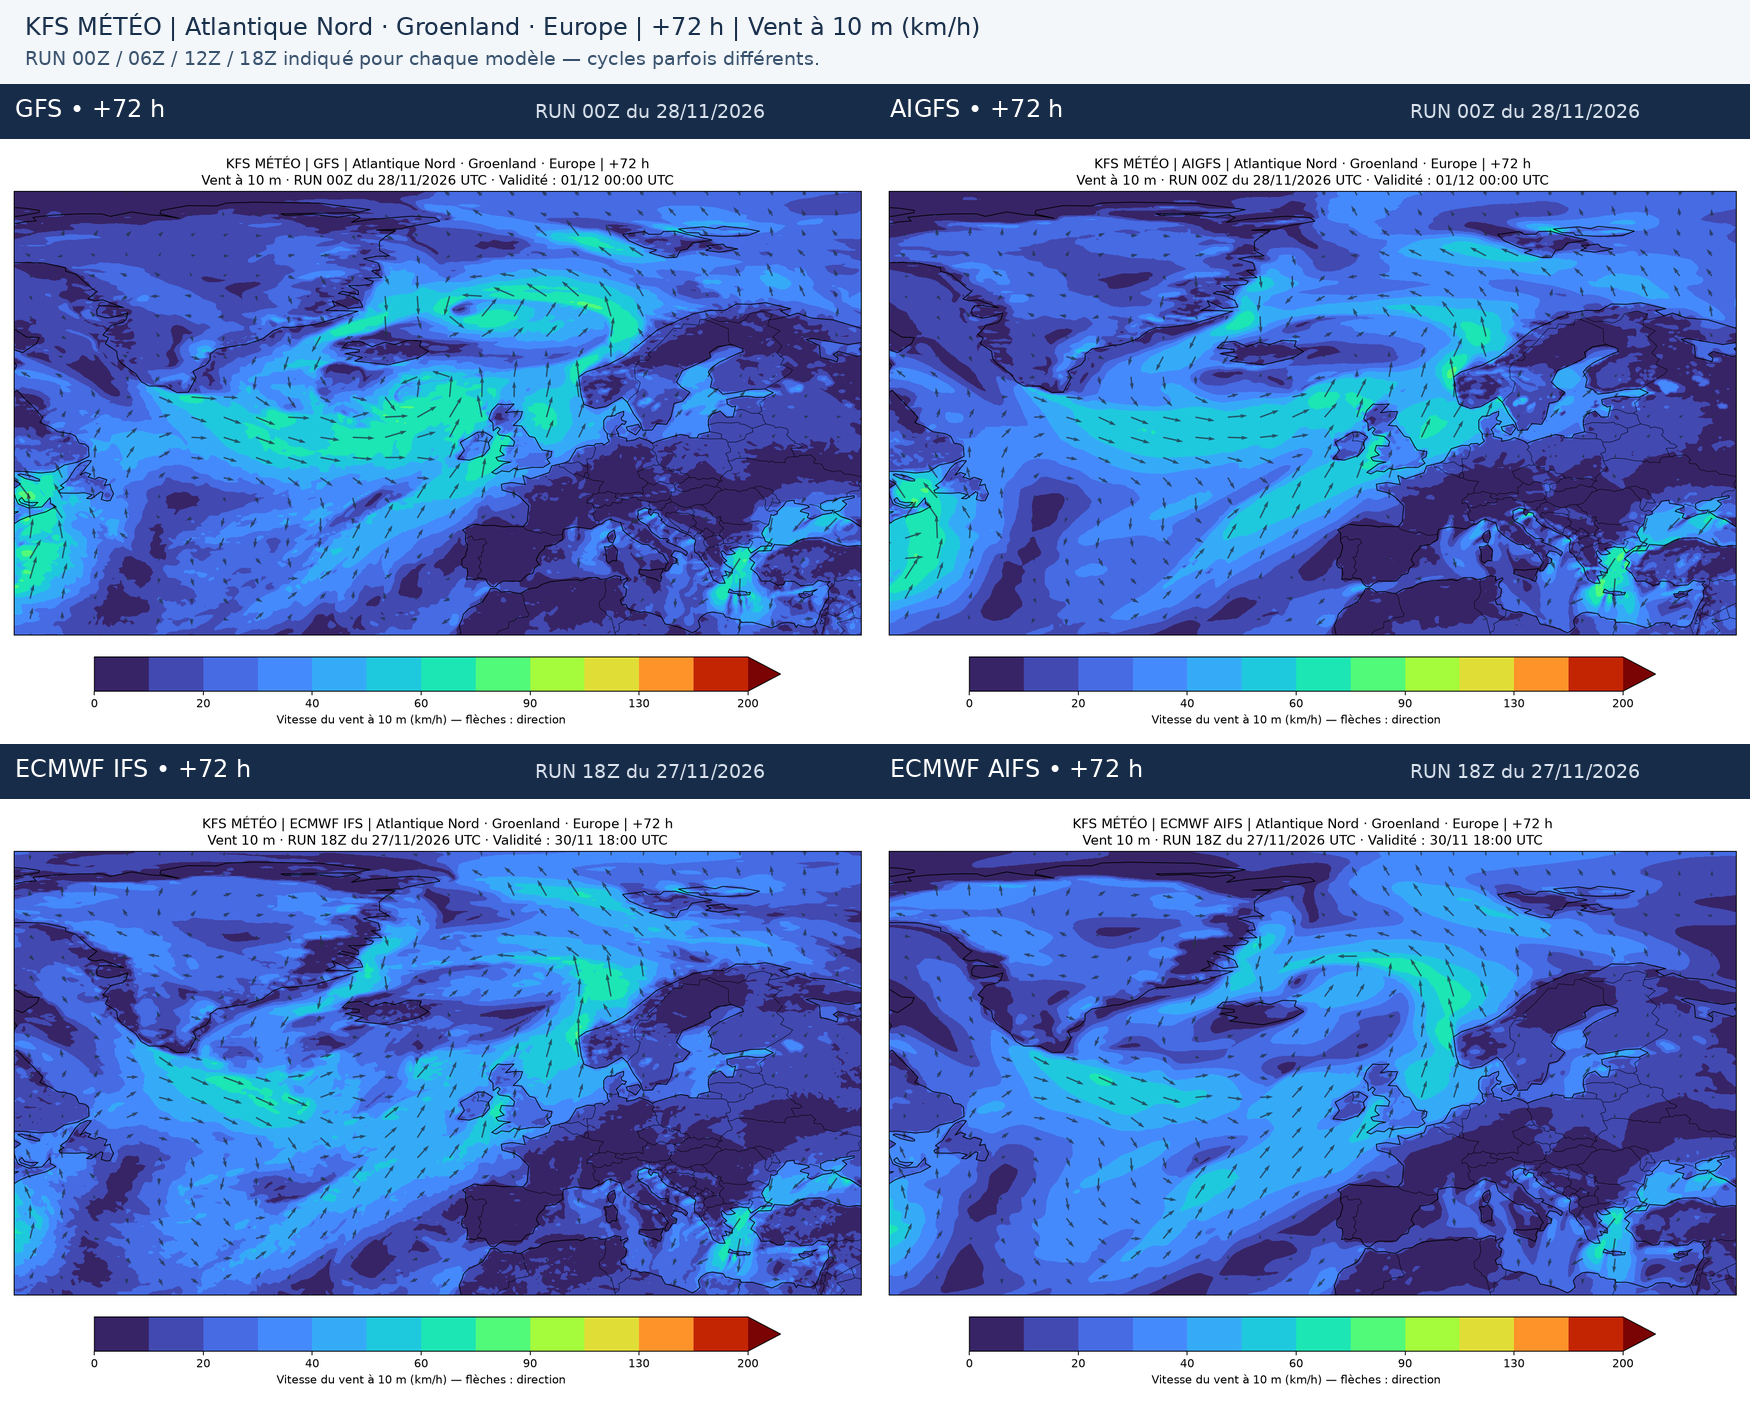 KFS MÉTÉO | Atlantique Nord · Groenland · Europe | +72 h | Vent à 10 m (km/h)
RUN 00Z / 06Z / 12Z / 18Z indiqué pour chaque modèle — cycles parfois différents.
GFS • +72 h
RUN 00Z du 28/11/2026
KFS MÉTÉO | GFS | Atlantique Nord · Groenland · Europe | +72 h
Vent à 10 m · RUN 00Z du 28/11/2026 UTC · Validité : 01/12 00:00 UTC
0 20 40 60 90 130 200
Vitesse du vent à 10 m (km/h) — flèches : direction
AIGFS • +72 h
RUN 00Z du 28/11/2026
KFS MÉTÉO | AIGFS | Atlantique Nord · Groenland · Europe | +72 h
Vent à 10 m · RUN 00Z du 28/11/2026 UTC · Validité : 01/12 00:00 UTC
0 20 40 60 90 130 200
Vitesse du vent à 10 m (km/h) — flèches : direction
ECMWF IFS • +72 h
RUN 18Z du 27/11/2026
KFS MÉTÉO | ECMWF IFS | Atlantique Nord · Groenland · Europe | +72 h
Vent 10 m · RUN 18Z du 27/11/2026 UTC · Validité : 30/11 18:00 UTC
0 20 40 60 90 130 200
Vitesse du vent à 10 m (km/h) — flèches : direction
ECMWF AIFS • +72 h
RUN 18Z du 27/11/2026
KFS MÉTÉO | ECMWF AIFS | Atlantique Nord · Groenland · Europe | +72 h
Vent 10 m · RUN 18Z du 27/11/2026 UTC · Validité : 30/11 18:00 UTC
0 20 40 60 90 130 200
Vitesse du vent à 10 m (km/h) — flèches : direction